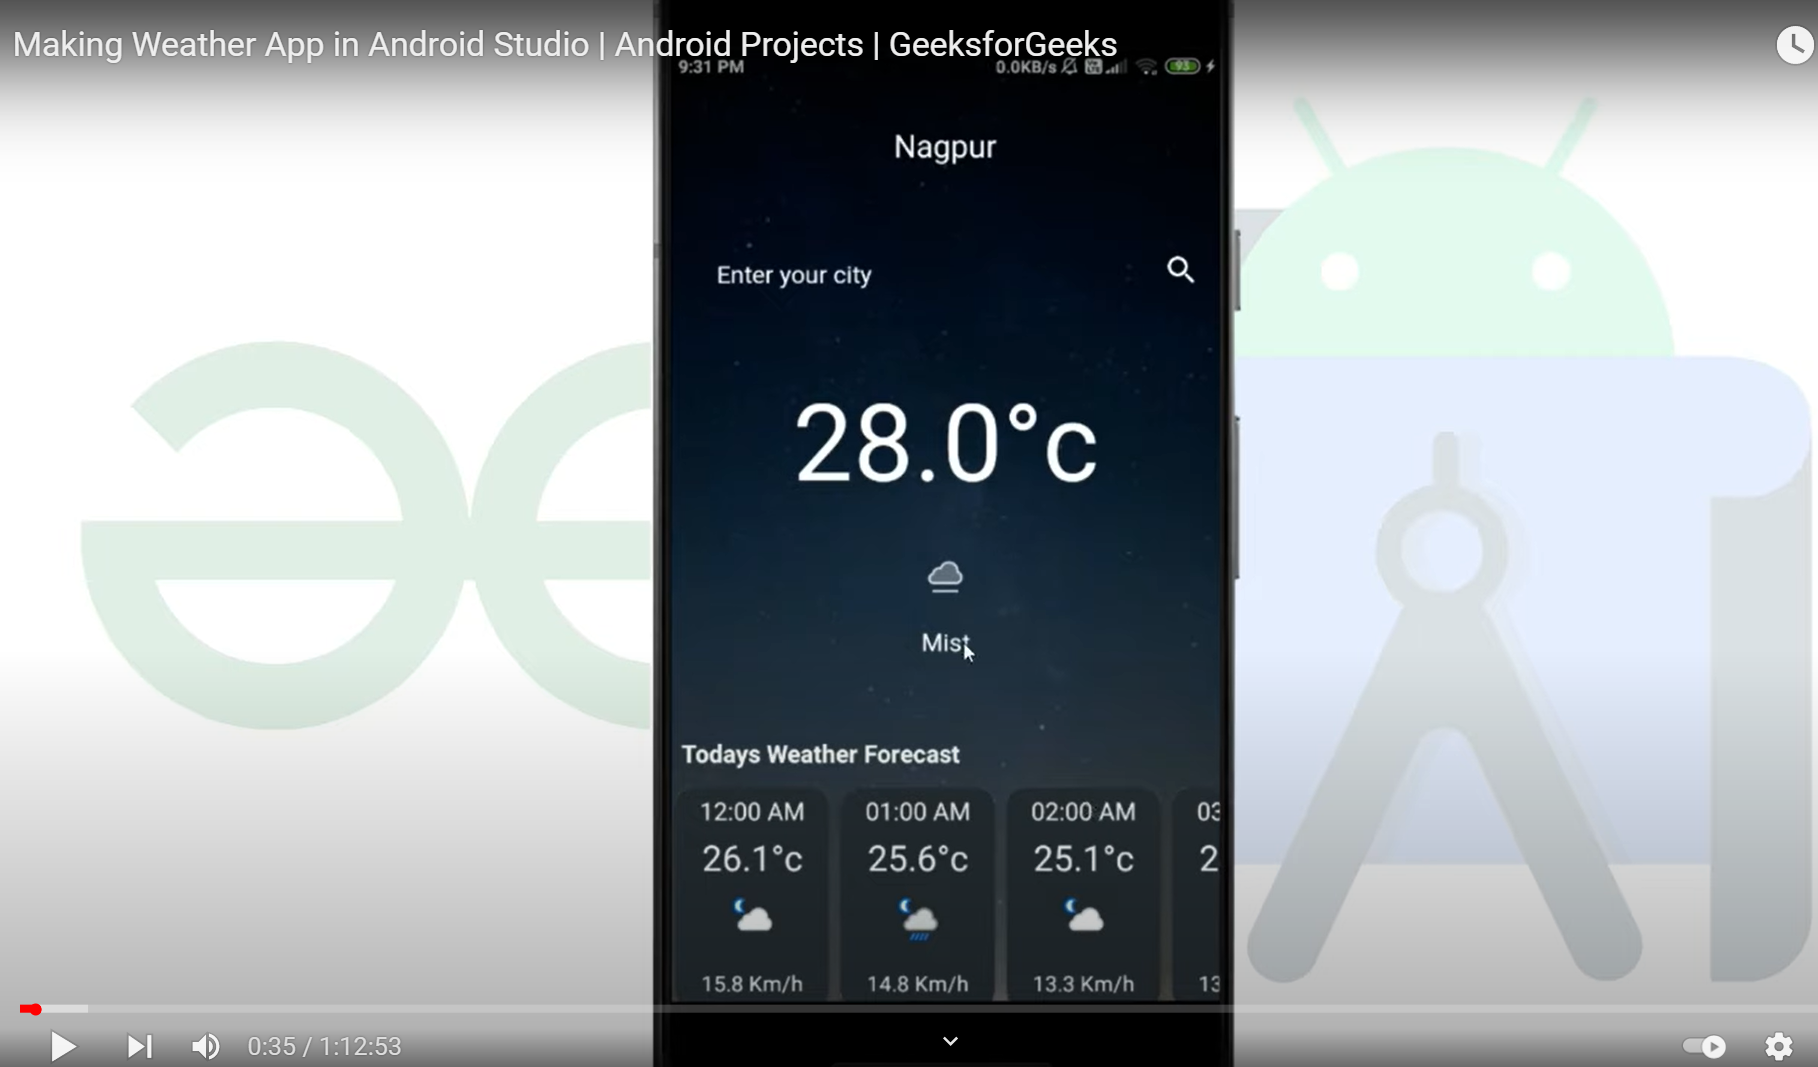 Making Weather App in Android Studio | Android Projects | GeeksforGeeks
9:31 PM 0.0KB/s 93
Nagpur
Enter your city
28.0°c
Mist
Todays Weather Forecast
12:00 AM 01:00 AM 02:00 AM 03
26.1°c 25.6°c 25.1°c 2
15.8 Km/h 14.8 Km/h 13.3 Km/h 13
0:35 / 1:12:53